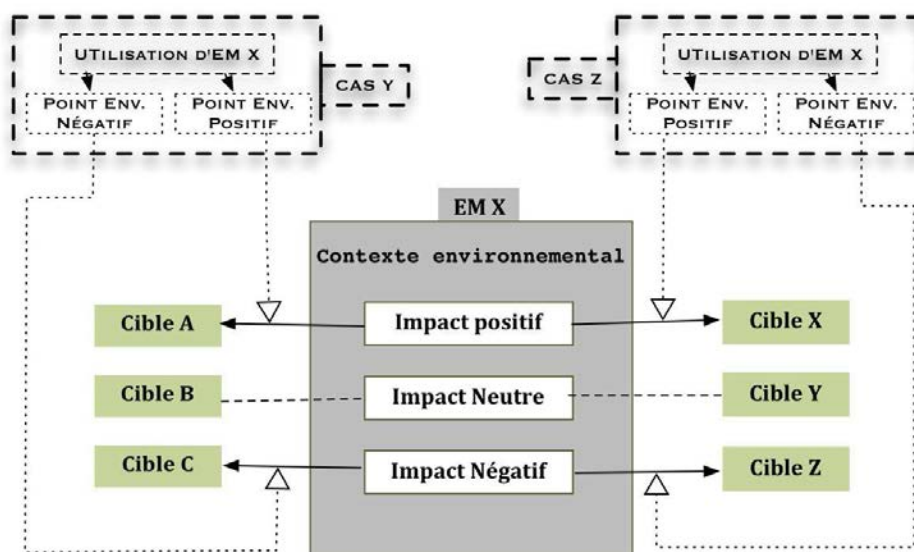 UTILISATION D'EM X
POINT ENV.
NÉGATIF
POINT ENV.
POSITIF
CAS Y
UTILISATION D'EM X
CAS Z
POINT ENV.
POSITIF
POINT ENV.
NÉGATIF
EM X
Contexte environnemental
Cible A
Impact positif
Cible X
Cible B
Impact Neutre
Cible Y
Cible C
Impact Négatif
Cible Z